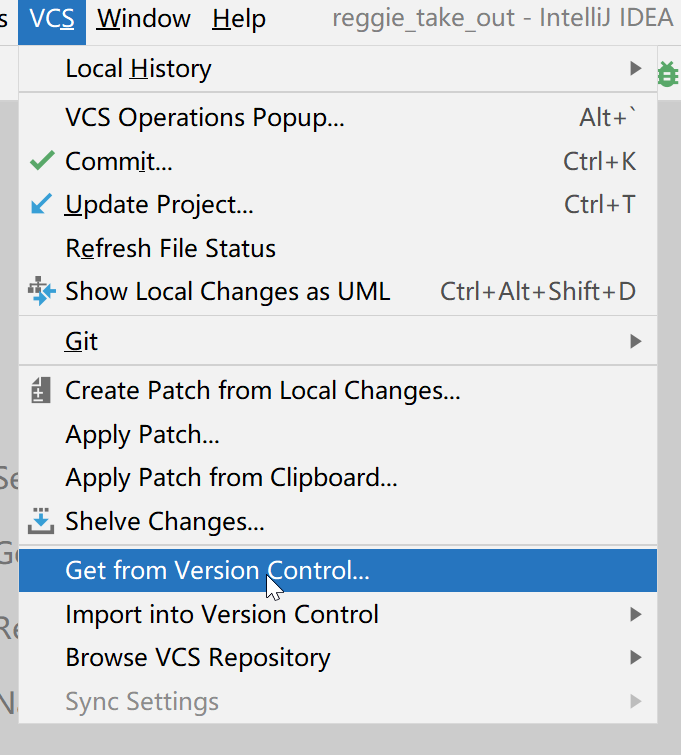 s VCS Window Help reggie_take_out - IntelliJ IDEA
Local History
VCS Operations Popup... Alt+`
Commit... Ctrl+K
Update Project... Ctrl+T
Refresh File Status
Show Local Changes as UML Ctrl+Alt+Shift+D
Git
Create Patch from Local Changes...
Apply Patch...
Apply Patch from Clipboard...
Shelve Changes...
Se
Get from Version Control...
Go
Import into Version Control
Re
Browse VCS Repository
Sync Settings
Na